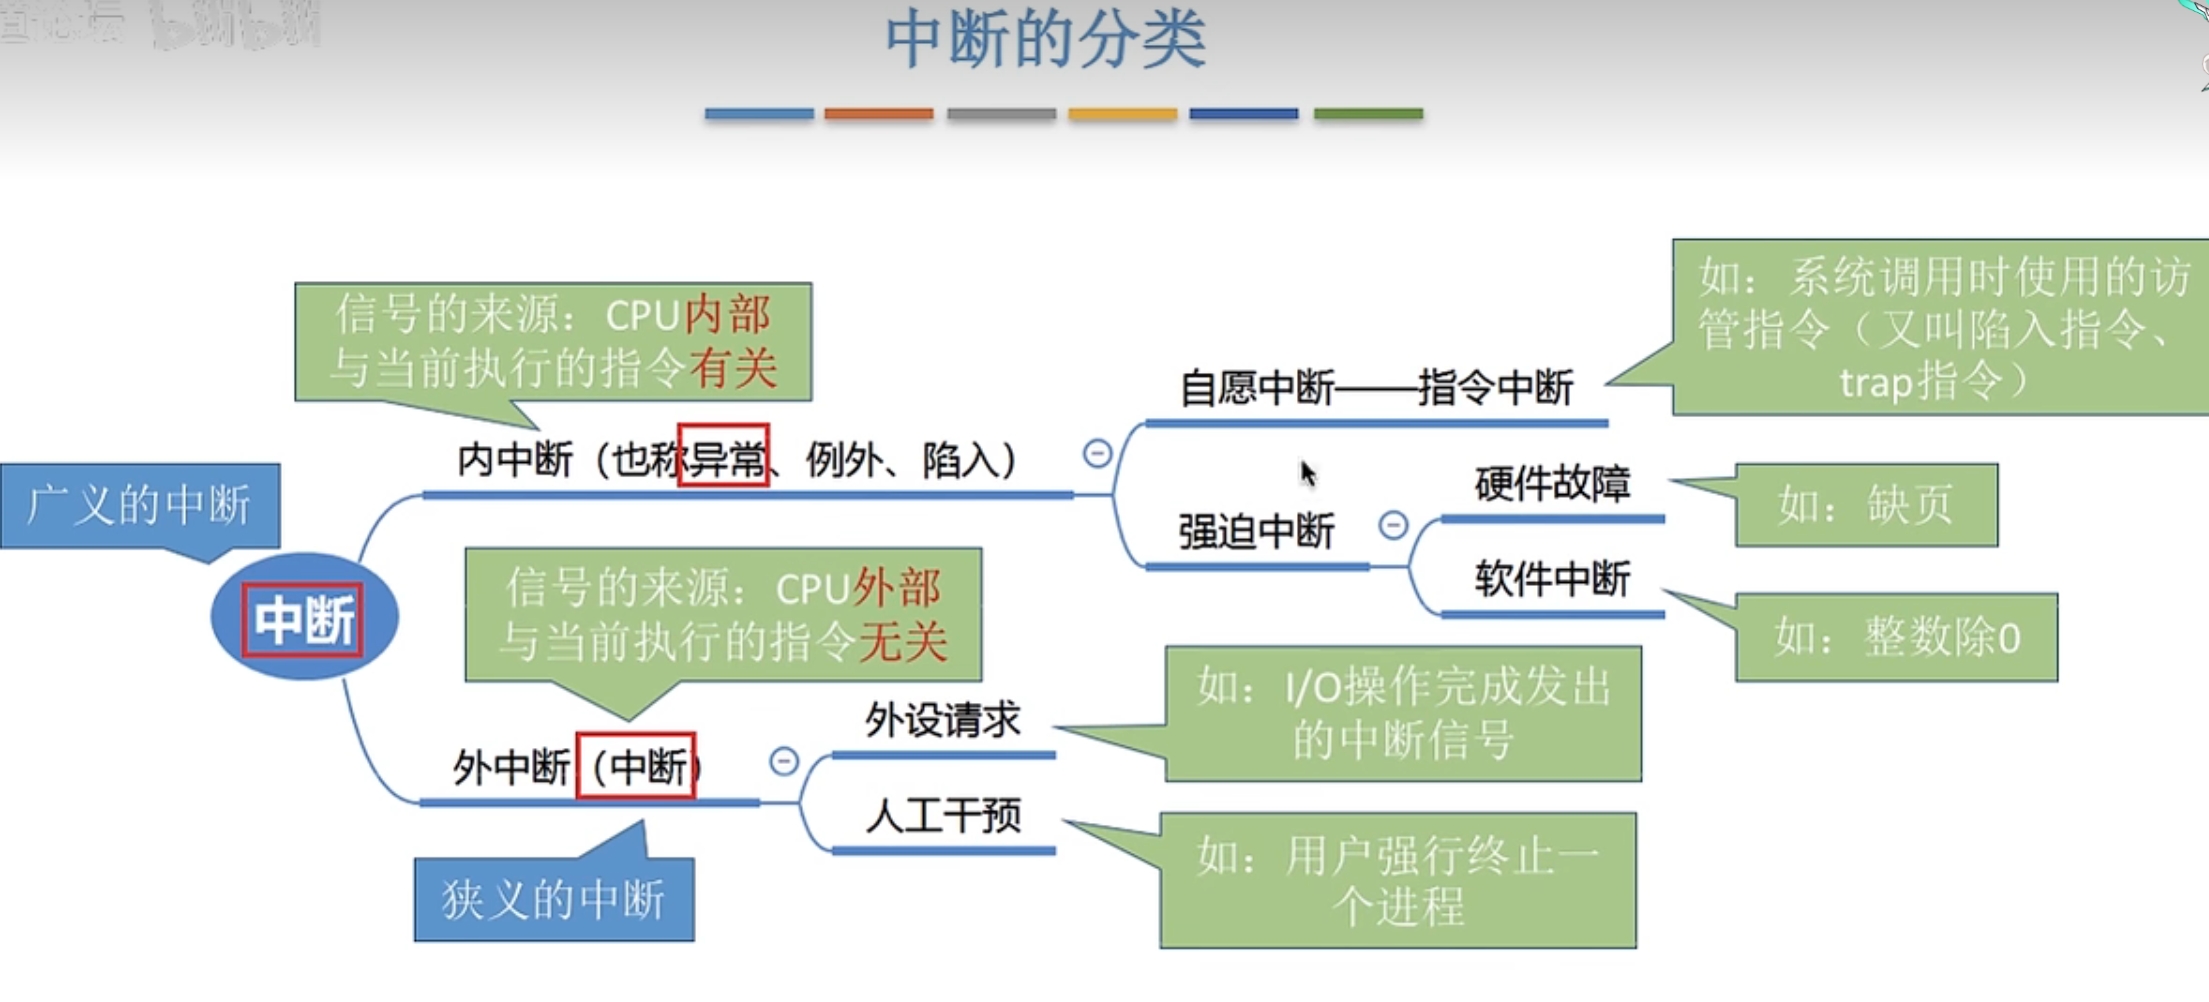 中断的分类
如：系统调用时使用的访
管指令（又叫陷入指令、
trap指令）
信号的来源：CPU内部
与当前执行的指令有关
自愿中断——指令中断
内中断（也称异常、例外、陷入）
硬件故障
如：缺页
广义的中断
强迫中断
软件中断
如：整数除0
中断
信号的来源：CPU外部
与当前执行的指令无关
外设请求
如：I/O操作完成发出
的中断信号
外中断（中断）
人工干预
如：用户强行终止一
个进程
狭义的中断